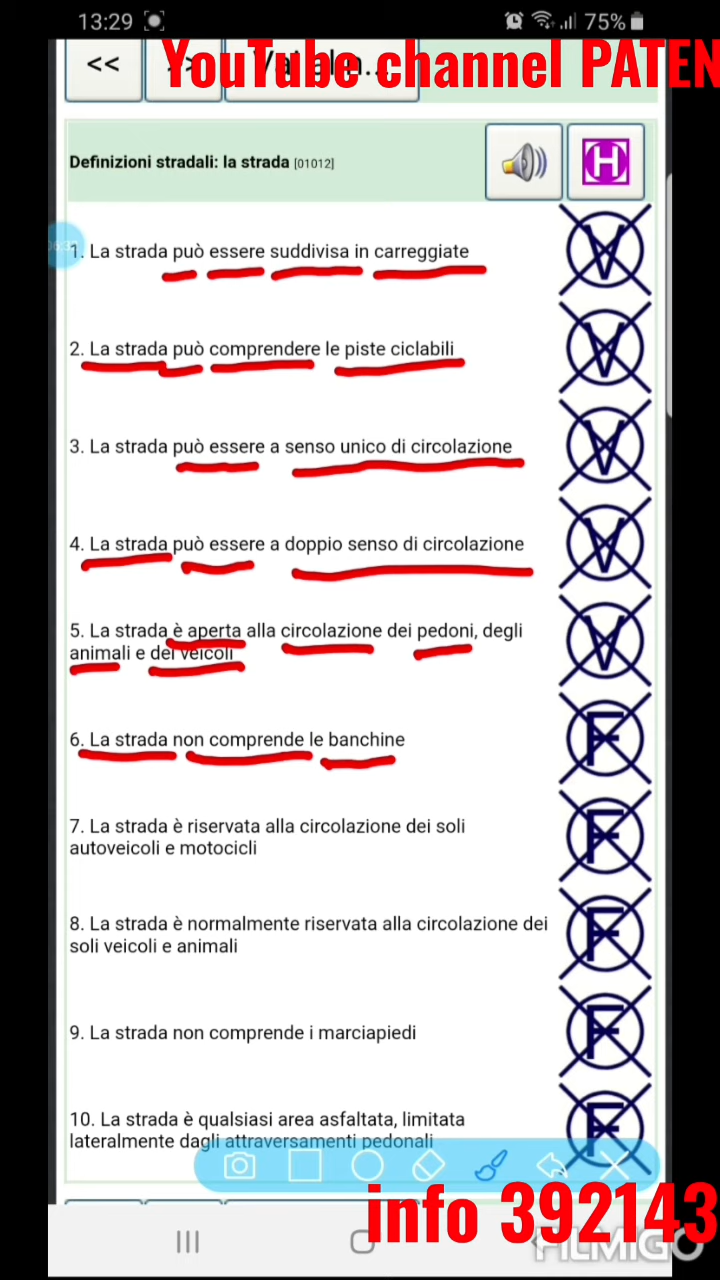 13:29
75%
<<
YouTube channel PATEN
Definizioni stradali: la strada [01012]
H
1. La strada può essere suddivisa in carreggiate
V
2. La strada può comprendere le piste ciclabili
V
3. La strada può essere a senso unico di circolazione
V
4. La strada può essere a doppio senso di circolazione
V
5. La strada è aperta alla circolazione dei pedoni, degli
animali e dei veicoli
V
6. La strada non comprende le banchine
F
7. La strada è riservata alla circolazione dei soli
autoveicoli e motocicli
F
8. La strada è normalmente riservata alla circolazione dei
soli veicoli e animali
F
9. La strada non comprende i marciapiedi
F
10. La strada è qualsiasi area asfaltata, limitata
lateralmente dagli attraversamenti pedonali
F
info 392143
FILMIGO